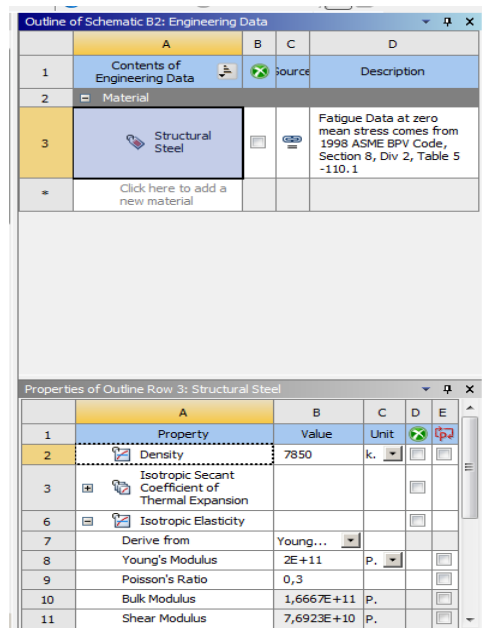 Outline of Schematic B2: Engineering Data
A B C D
1 Contents of Engineering Data Source Description
2 Material
3 Structural Steel Fatigue Data at zero mean stress comes from 1998 ASME BPV Code, Section 8, Div 2, Table 5 -110.1
* Click here to add a new material
Properties of Outline Row 3: Structural Steel
A B C D E
1 Property Value Unit
2 Density 7850 k.
3 Isotropic Secant Coefficient of Thermal Expansion
6 Isotropic Elasticity
7 Derive from Young...
8 Young's Modulus 2E+11 P.
9 Poisson's Ratio 0,3
10 Bulk Modulus 1,6667E+11 P.
11 Shear Modulus 7,6923E+10 P.